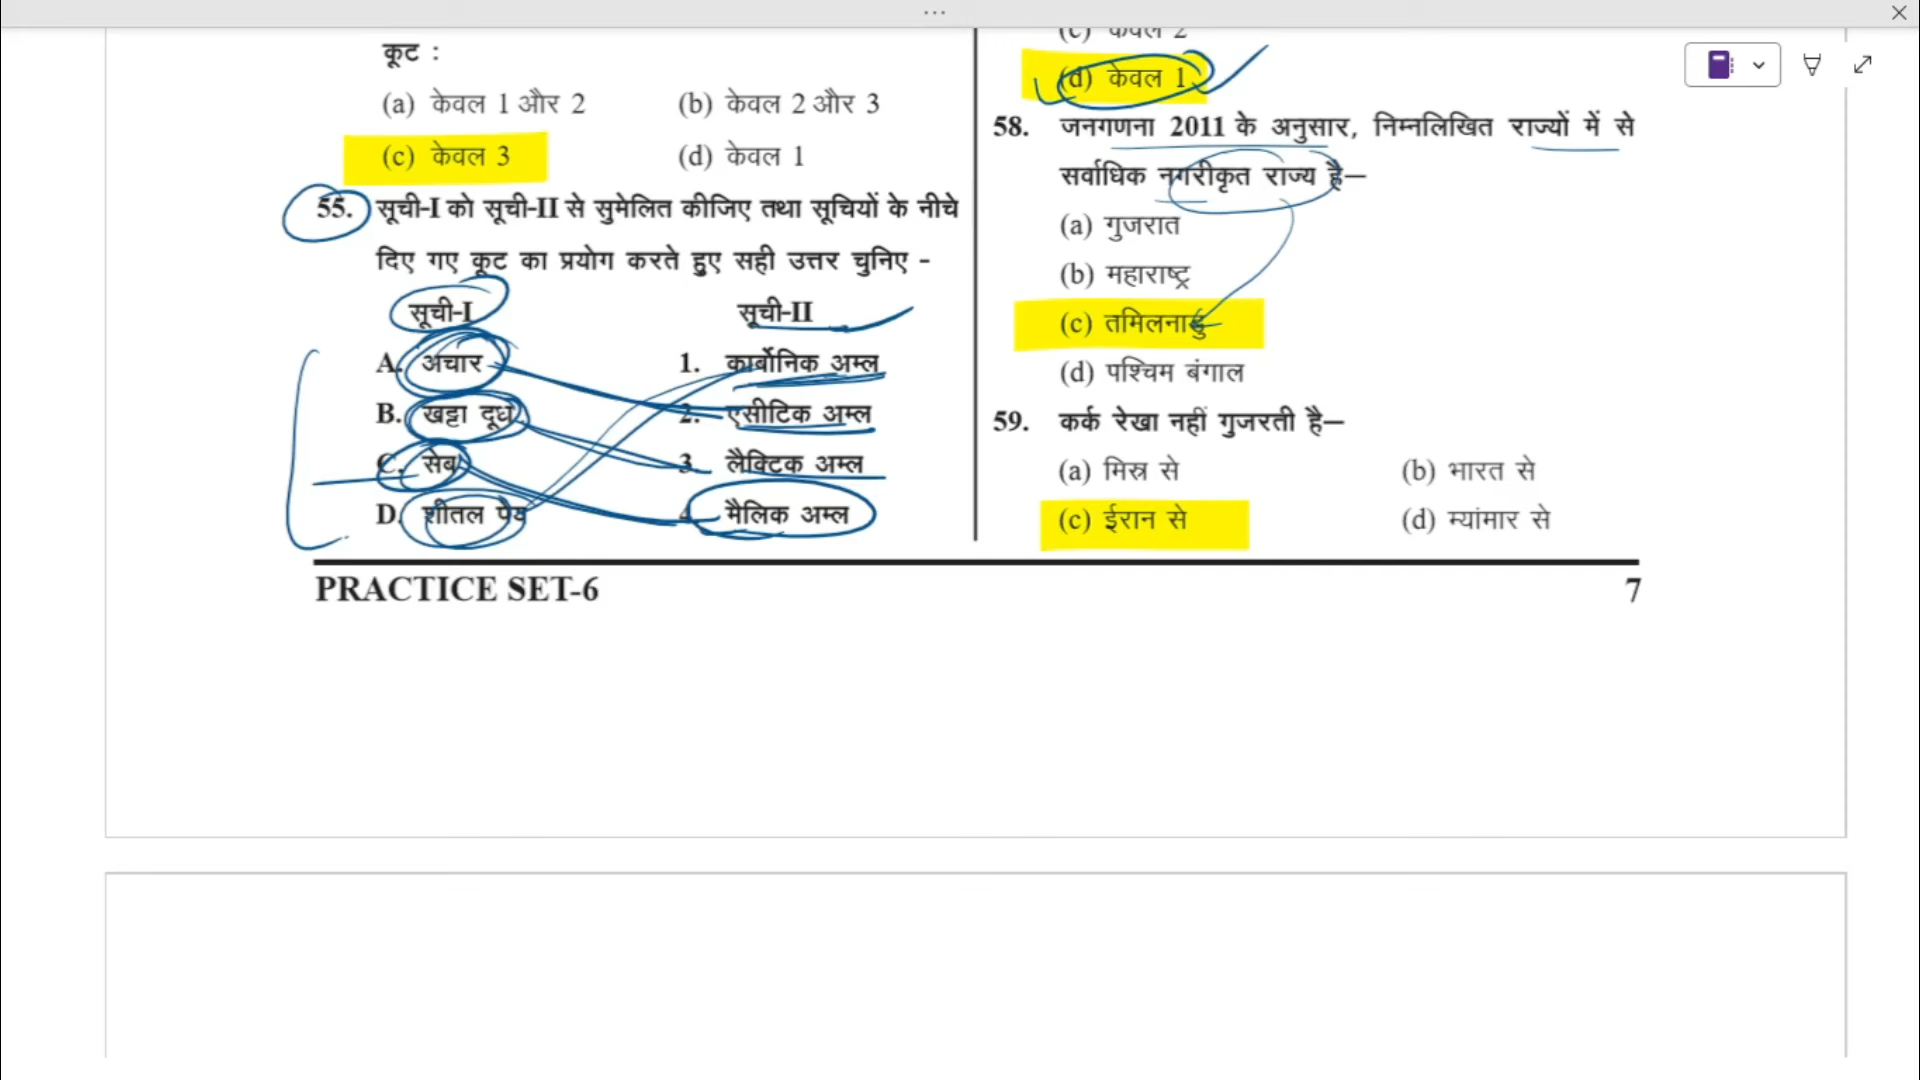 कूट :
(a) केवल 1 और 2 (b) केवल 2 और 3
(c) केवल 3 (d) केवल 1
55. सूची-I को सूची-II से सुमेलित कीजिए तथा सूचियों के नीचे
दिए गए कूट का प्रयोग करते हुए सही उत्तर चुनिए -
सूची-I सूची-II
A. अचार 1. कार्बोनिक अम्ल
B. खट्टा दूध 2. एसीटिक अम्ल
C. सेब 3. लैक्टिक अम्ल
D. शीतल पेय 4. मैलिक अम्ल
(c) केवल 2
(d) केवल 1
58. जनगणना 2011 के अनुसार, निम्नलिखित राज्यों में से
सर्वाधिक नगरीकृत राज्य है—
(a) गुजरात
(b) महाराष्ट्र
(c) तमिलनाडु
(d) पश्चिम बंगाल
59. कर्क रेखा नहीं गुजरती है—
(a) मिस्र से (b) भारत से
(c) ईरान से (d) म्यांमार से
PRACTICE SET-6 7